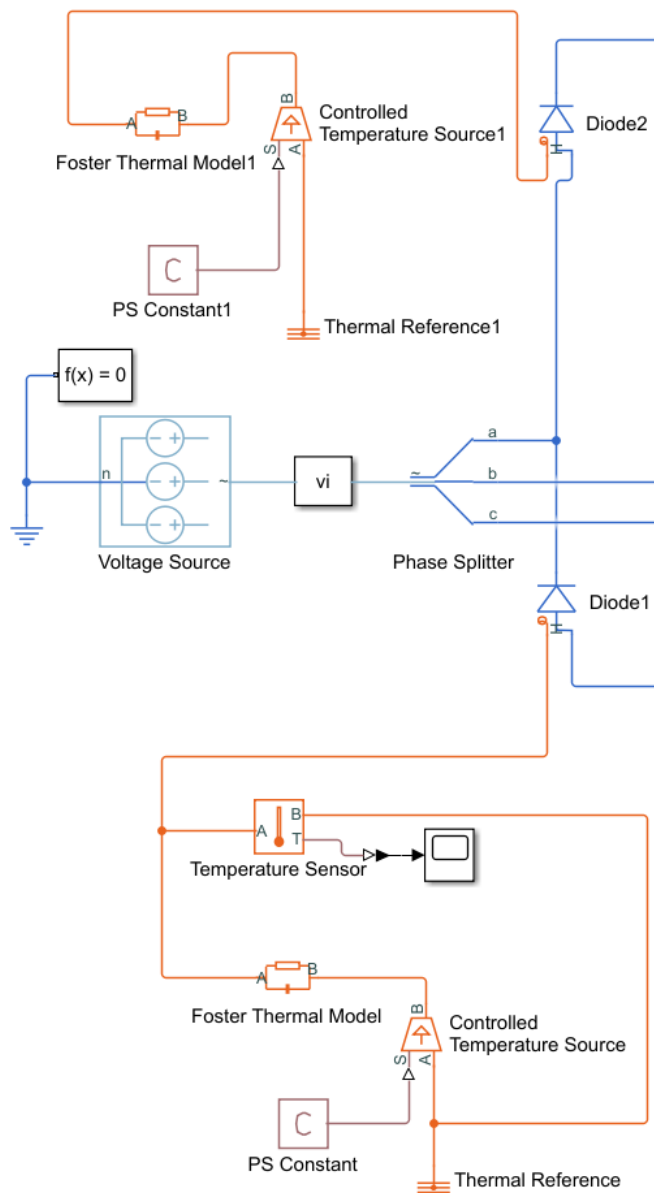 A B
B
Controlled
Temperature Source1
S A
Foster Thermal Model1
Diode2
H
C
PS Constant1
Thermal Reference1
f(x) = 0
n
~
vi
~
a
b
c
Voltage Source
Phase Splitter
Diode1
H
A
B
T
Temperature Sensor
A B
Foster Thermal Model
B
Controlled
Temperature Source
S A
C
PS Constant
Thermal Reference